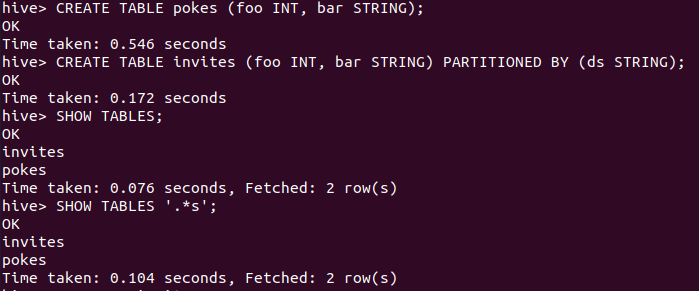 hive> CREATE TABLE pokes (foo INT, bar STRING);
OK
Time taken: 0.546 seconds
hive> CREATE TABLE invites (foo INT, bar STRING) PARTITIONED BY (ds STRING);
OK
Time taken: 0.172 seconds
hive> SHOW TABLES;
OK
invites
pokes
Time taken: 0.076 seconds, Fetched: 2 row(s)
hive> SHOW TABLES '.*s';
OK
invites
pokes
Time taken: 0.104 seconds, Fetched: 2 row(s)